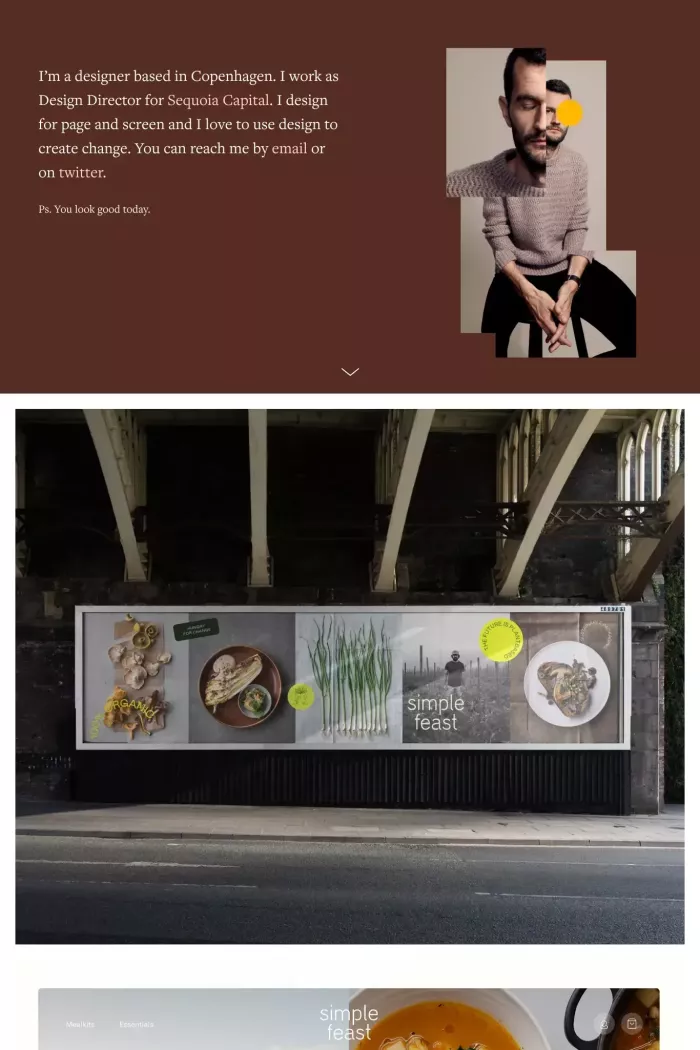 I'm a designer based in Copenhagen. I work as
Design Director for Sequoia Capital. I design
for page and screen and I love to use design to
create change. You can reach me by email or
on twitter.
Ps. You look good today.
100% ORGANIC
THE FUTURE IS PLANTBASED
simple
feast
Mealkits
Essentials
simple
feast